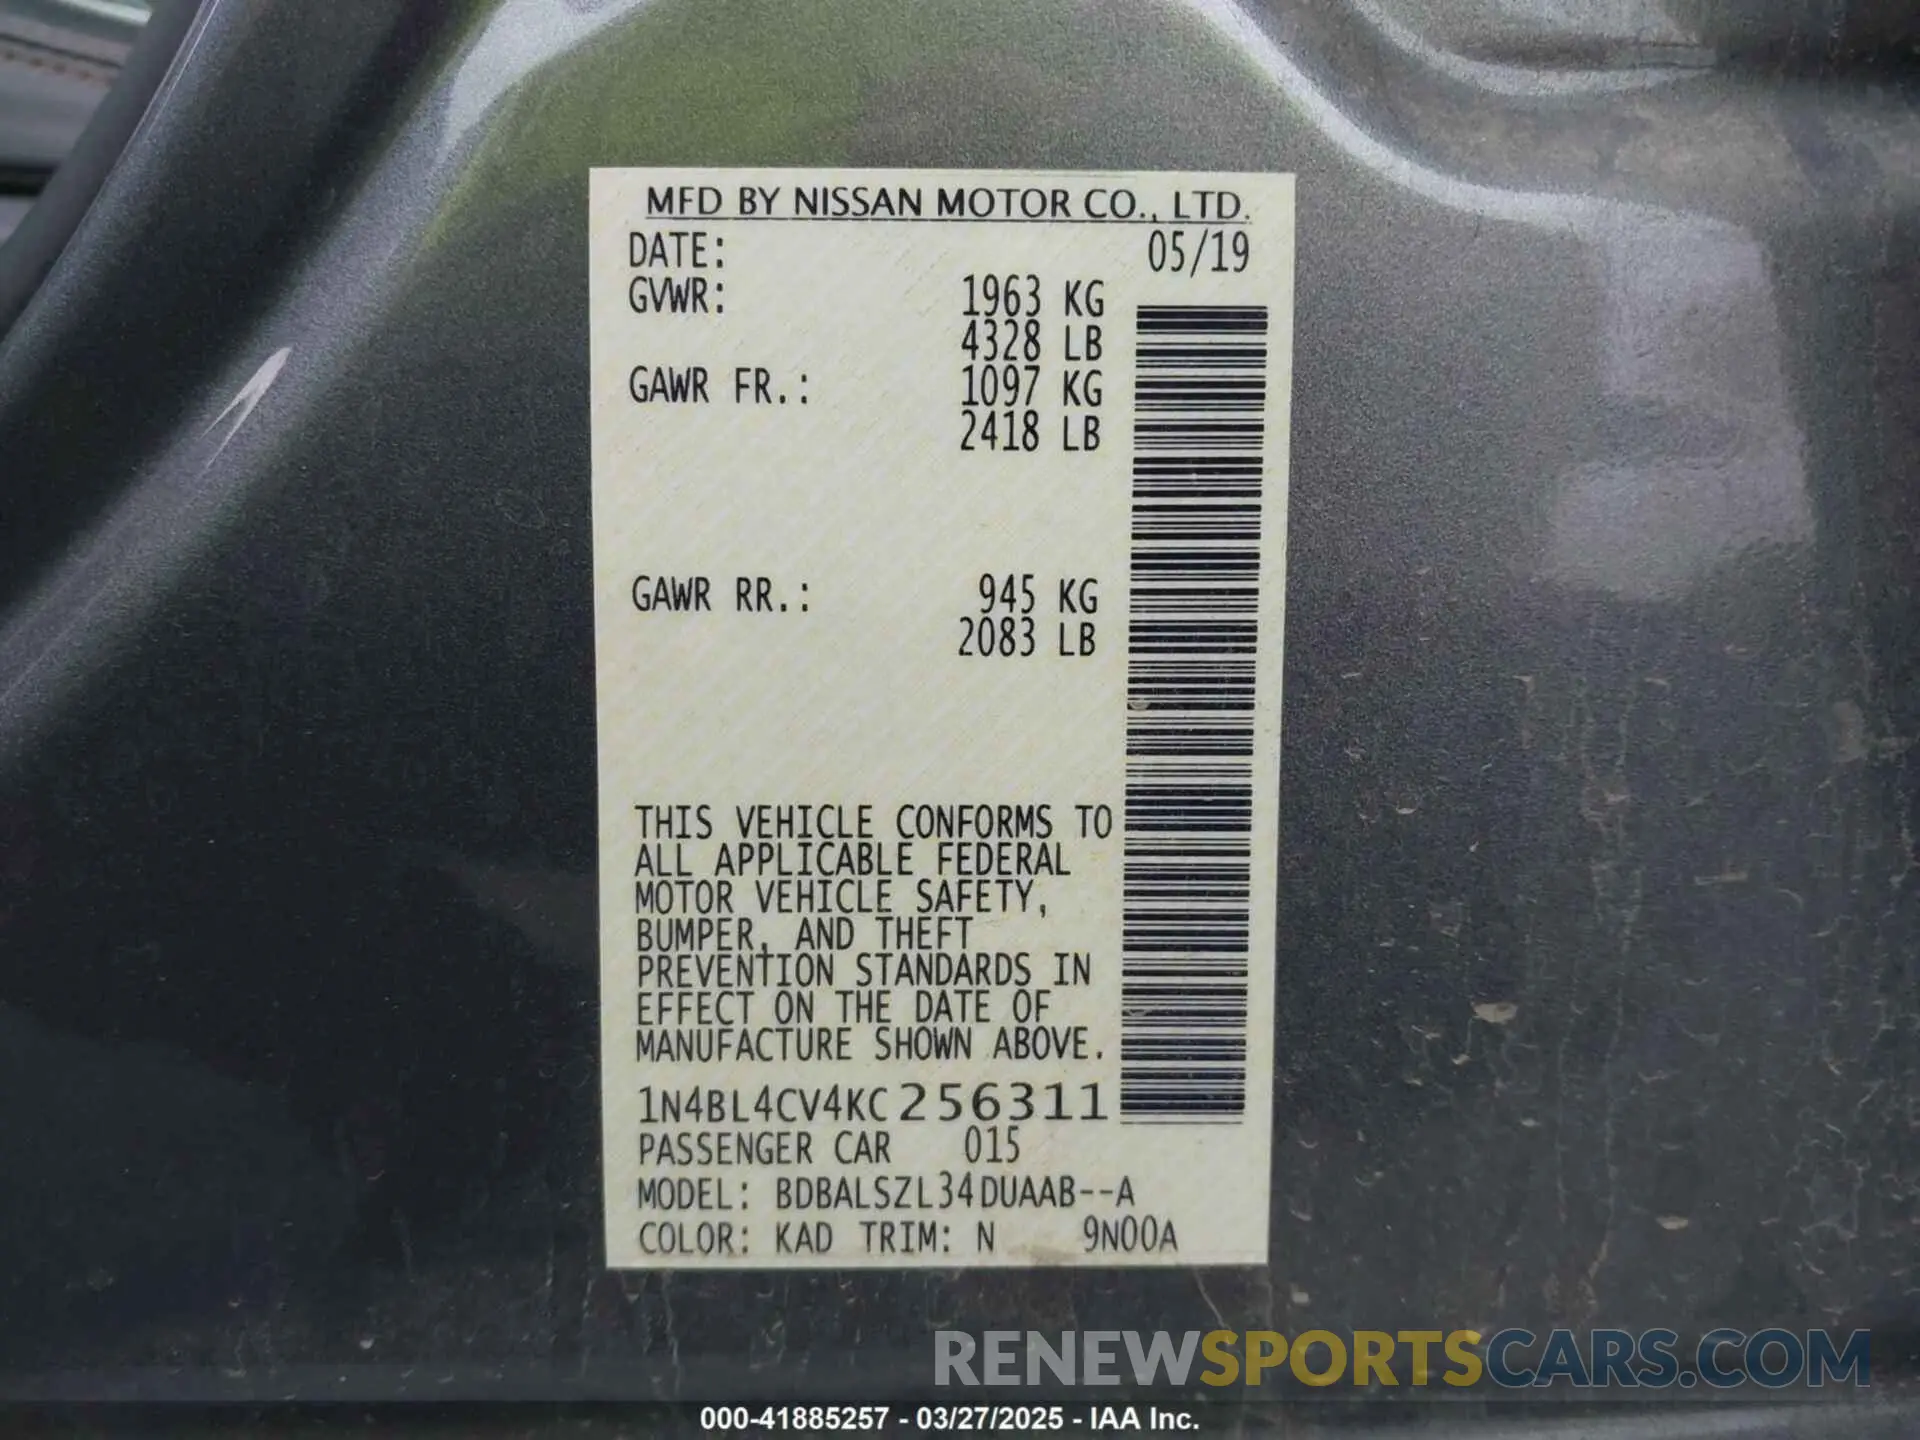 MFD BY NISSAN MOTOR CO., LTD.
DATE: 05/19
GVWR: 1963 KG
4328 LB
GAWR FR.: 1097 KG
2418 LB
GAWR RR.: 945 KG
2083 LB
THIS VEHICLE CONFORMS TO
ALL APPLICABLE FEDERAL
MOTOR VEHICLE SAFETY,
BUMPER, AND THEFT
PREVENTION STANDARDS IN
EFFECT ON THE DATE OF
MANUFACTURE SHOWN ABOVE.
1N4BL4CV4KC256311
PASSENGER CAR 015
MODEL: BDBALSZL34DUAAB--A
COLOR: KAD TRIM: N 9N00A
RENEWSPORTSCARS.COM
000-41885257 - 03/27/2025 - IAA Inc.